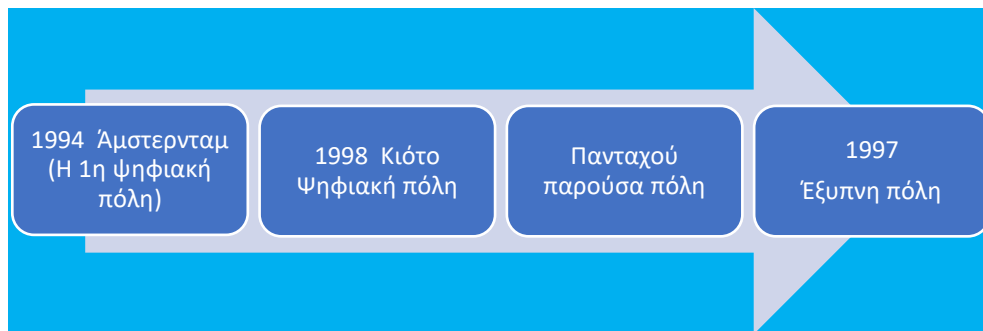 1994 Άμστερνταμ
(Η 1η ψηφιακή
πόλη)
1998 Κιότο
Ψηφιακή πόλη
Πανταχού
παρούσα πόλη
1997
Έξυπνη πόλη